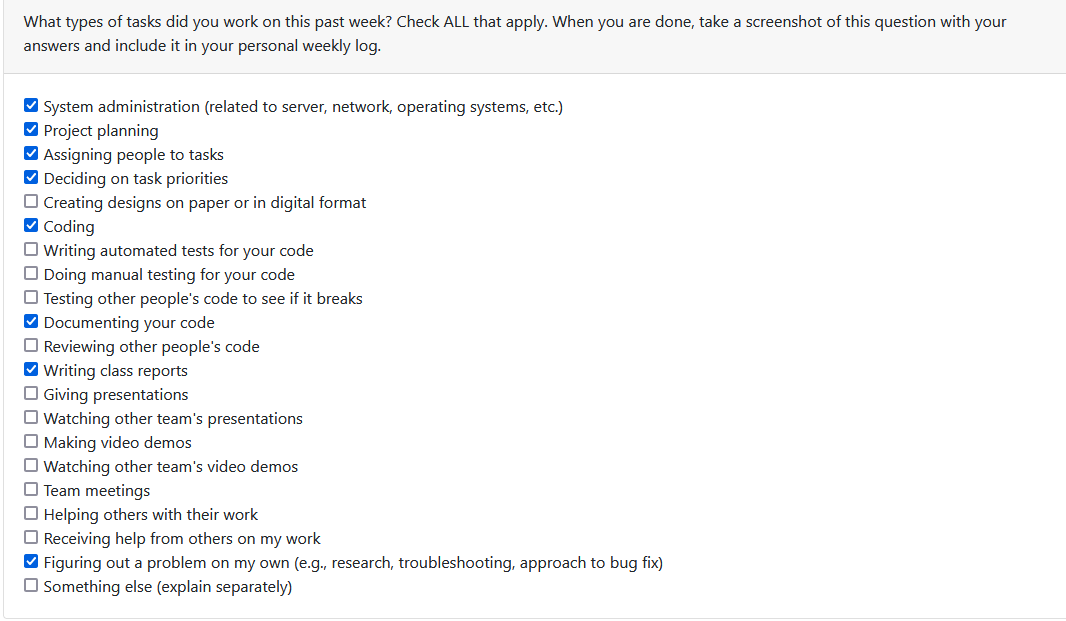 What types of tasks did you work on this past week? Check ALL that apply. When you are done, take a screenshot of this question with your
answers and include it in your personal weekly log.
System administration (related to server, network, operating systems, etc.)
Project planning
Assigning people to tasks
Deciding on task priorities
Creating designs on paper or in digital format
Coding
Writing automated tests for your code
Doing manual testing for your code
Testing other people's code to see if it breaks
Documenting your code
Reviewing other people's code
Writing class reports
Giving presentations
Watching other team's presentations
Making video demos
Watching other team's video demos
Team meetings
Helping others with their work
Receiving help from others on my work
Figuring out a problem on my own (e.g., research, troubleshooting, approach to bug fix)
Something else (explain separately)